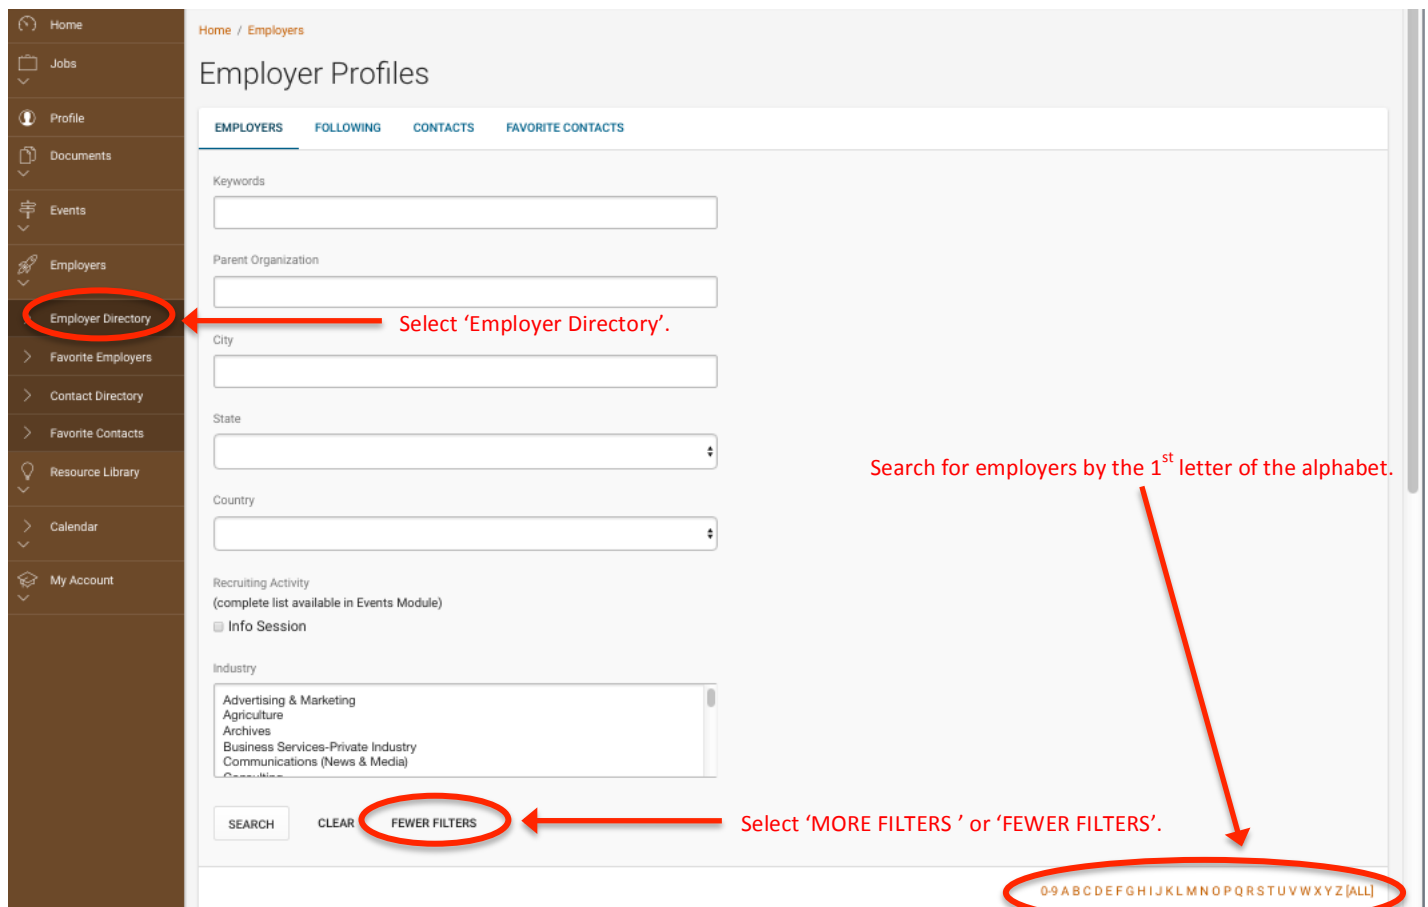 Home
Jobs
Profile
Documents
Events
Employers
Employer Directory
Favorite Employers
Contact Directory
Favorite Contacts
Resource Library
Calendar
My Account
Home / Employers
Employer Profiles
EMPLOYERS FOLLOWING CONTACTS FAVORITE CONTACTS
Keywords
Parent Organization
Select ‘Employer Directory’.
City
State
Search for employers by the 1st letter of the alphabet.
Country
Recruiting Activity
(complete list available in Events Module)
Info Session
Industry
Advertising & Marketing
Agriculture
Archives
Business Services-Private Industry
Communications (News & Media)
Consulting
SEARCH CLEAR FEWER FILTERS
Select ‘MORE FILTERS ’ or ‘FEWER FILTERS’.
0-9 A B C D E F G H I J K L M N O P Q R S T U V W X Y Z [ALL]